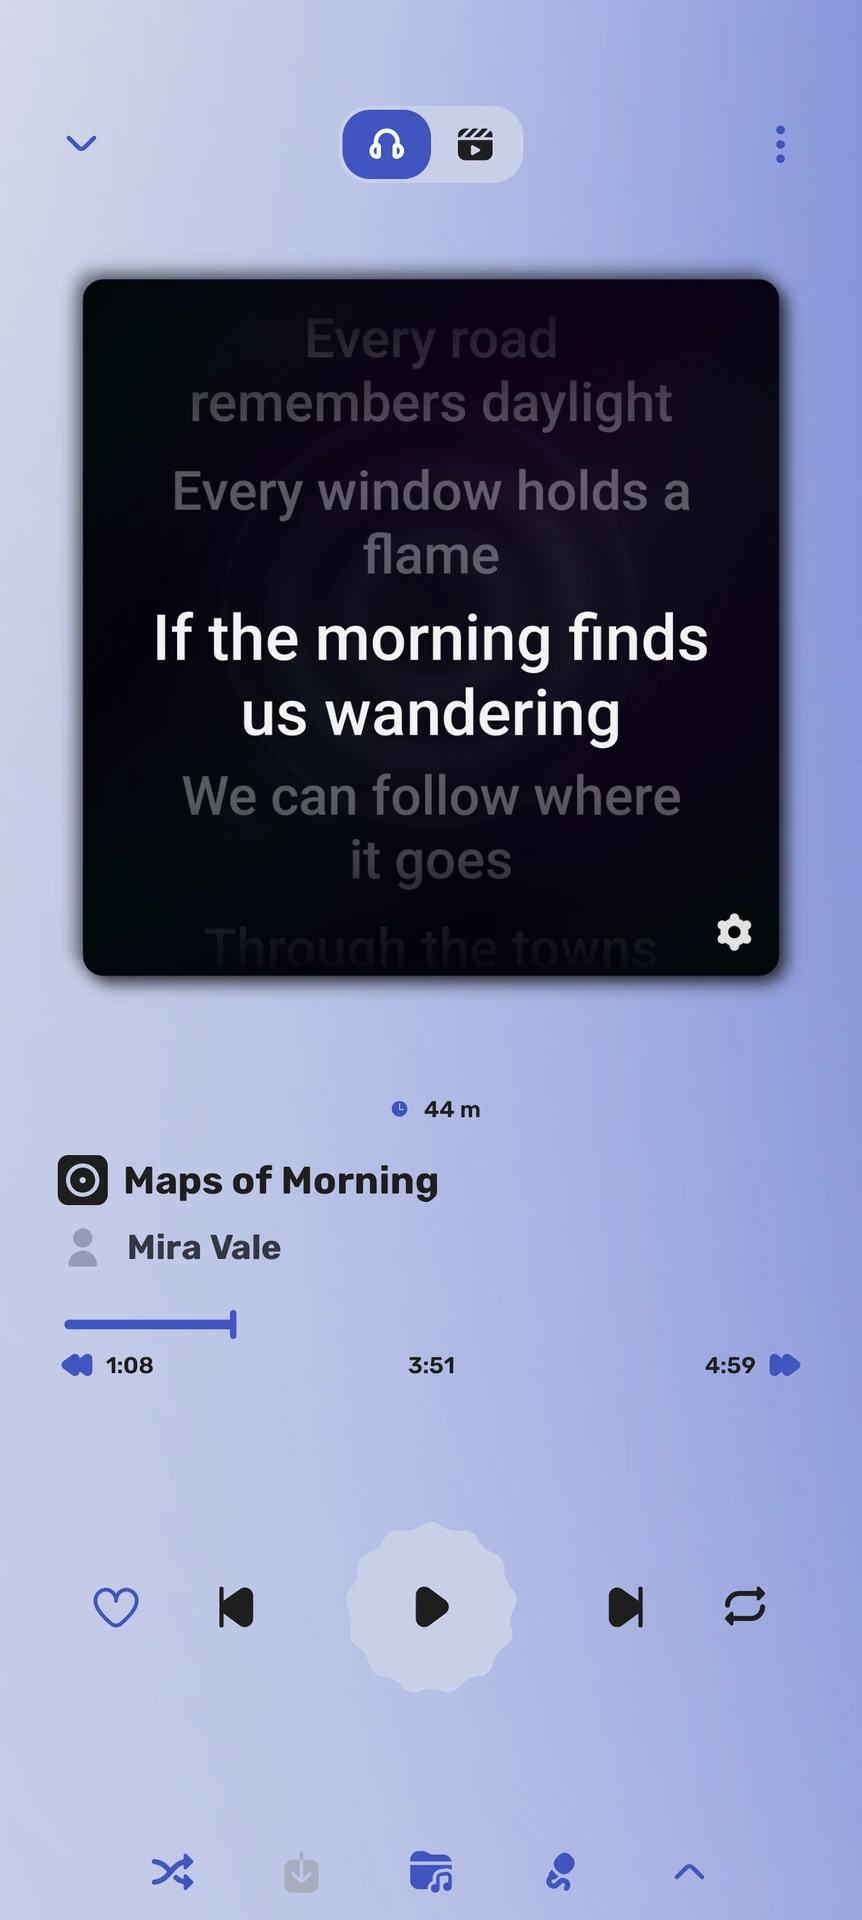 Every road
remembers daylight
Every window holds a
flame
If the morning finds
us wandering
We can follow where
it goes
Through the towns
44 m
Maps of Morning
Mira Vale
1:08 3:51 4:59